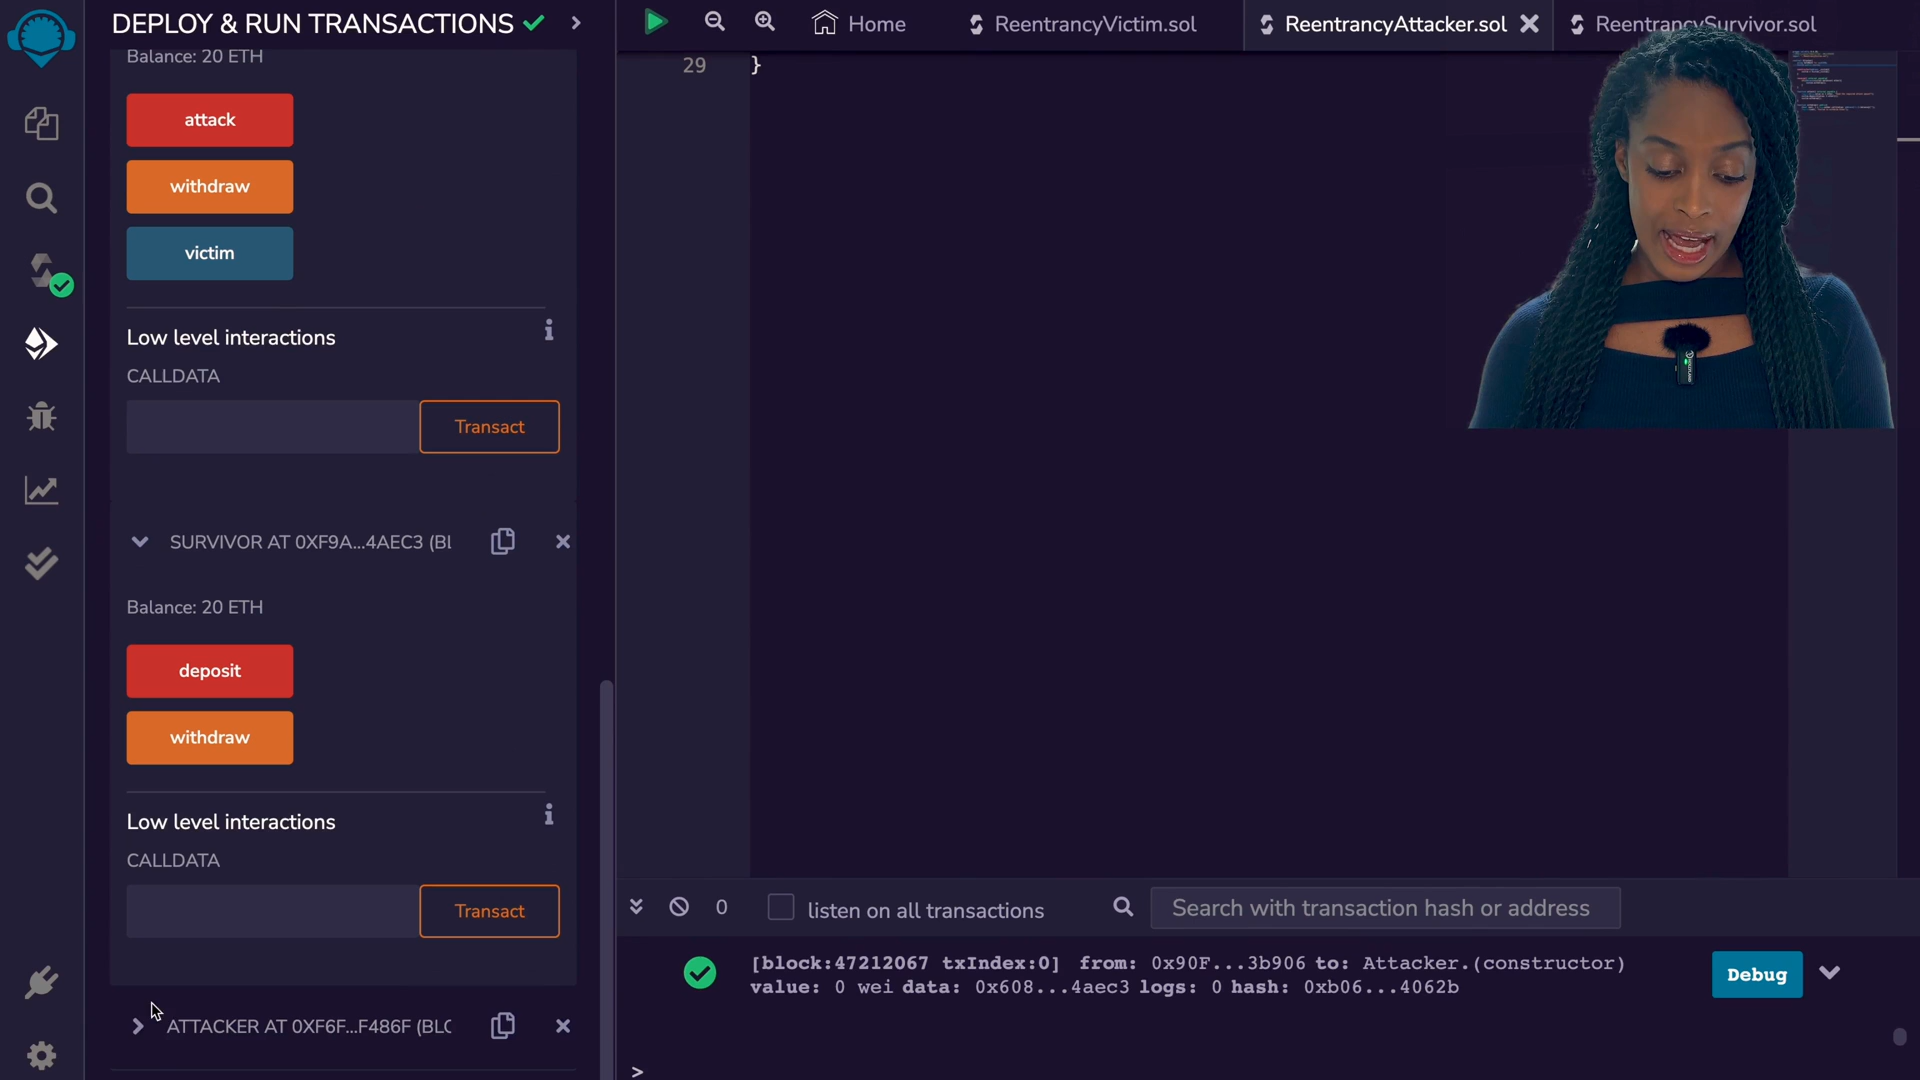 DEPLOY & RUN TRANSACTIONS
Balance: 20 ETH
attack
withdraw
victim
Low level interactions
CALLDATA
Transact
SURVIVOR AT 0XF9A...4AEC3 (BL
Balance: 20 ETH
deposit
withdraw
Low level interactions
CALLDATA
Transact
ATTACKER AT 0XF6F...F486F (BLC
Home
ReentrancyVictim.sol
ReentrancyAttacker.sol
ReentrancySurvivor.sol
29 }
0
listen on all transactions
Search with transaction hash or address
[block:47212067 txIndex:0] from: 0x90F...3b906 to: Attacker.(constructor)
value: 0 wei data: 0x608...4aec3 logs: 0 hash: 0xb06...4062b
Debug
>